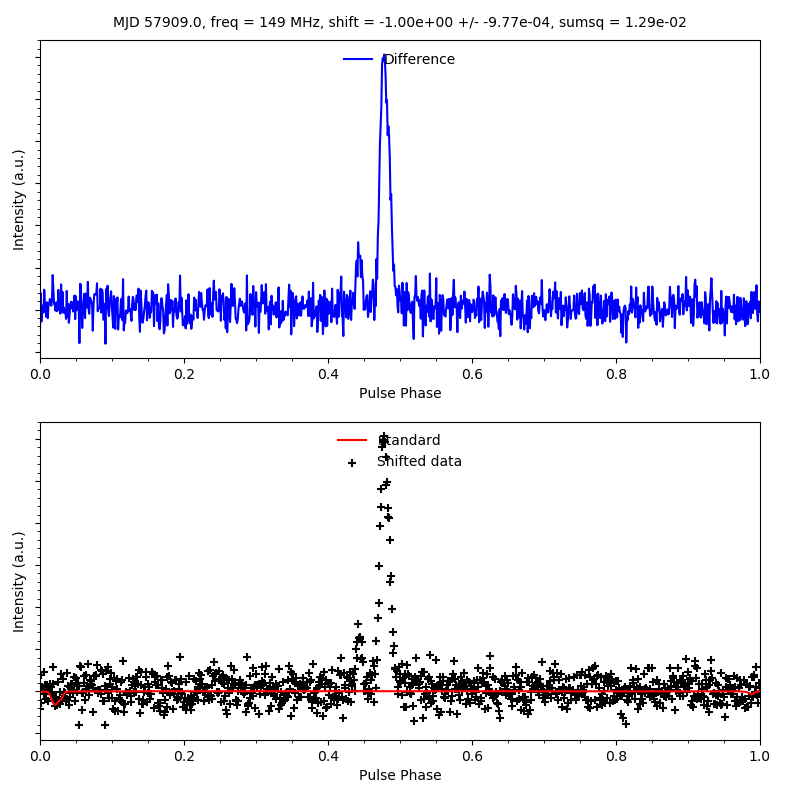 MJD 57909.0, freq = 149 MHz, shift = -1.00e+00 +/- -9.77e-04, sumsq = 1.29e-02
Difference
Intensity (a.u.)
0.0 0.2 0.4 0.6 0.8 1.0
Pulse Phase
Standard
Shifted data
Intensity (a.u.)
0.0 0.2 0.4 0.6 0.8 1.0
Pulse Phase